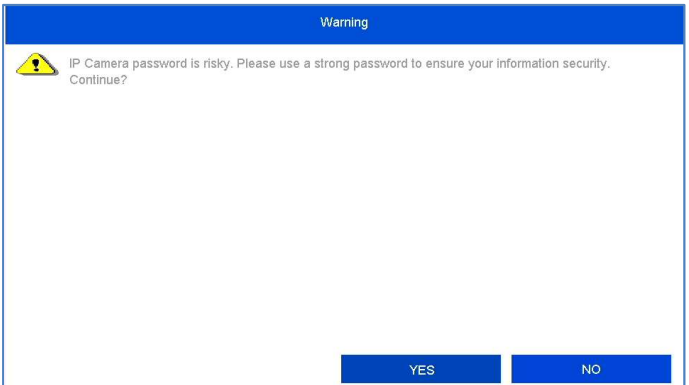 Warning
IP Camera password is risky. Please use a strong password to ensure your information security.
Continue?
YES
NO